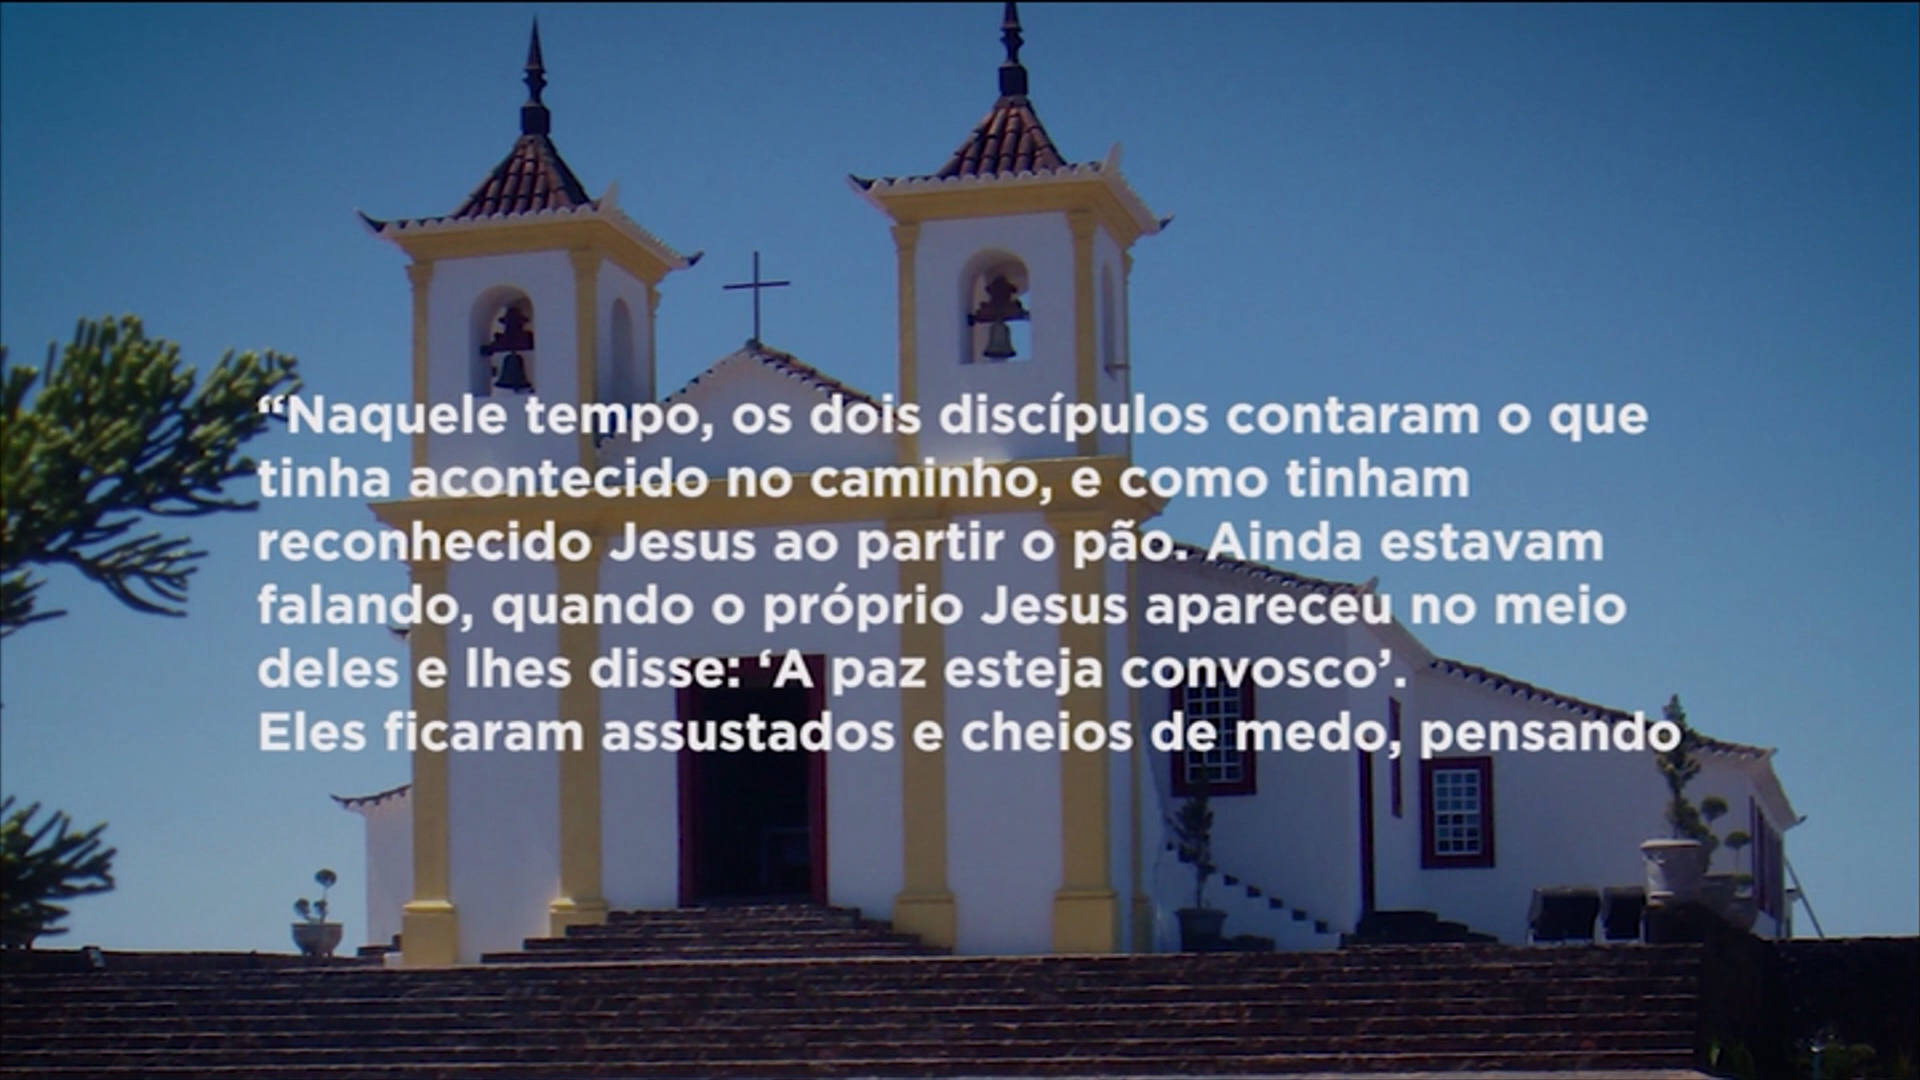 “Naquele tempo, os dois discípulos contaram o que
tinha acontecido no caminho, e como tinham
reconhecido Jesus ao partir o pão. Ainda estavam
falando, quando o próprio Jesus apareceu no meio
deles e lhes disse: ‘A paz esteja convosco’.
Eles ficaram assustados e cheios de medo, pensando